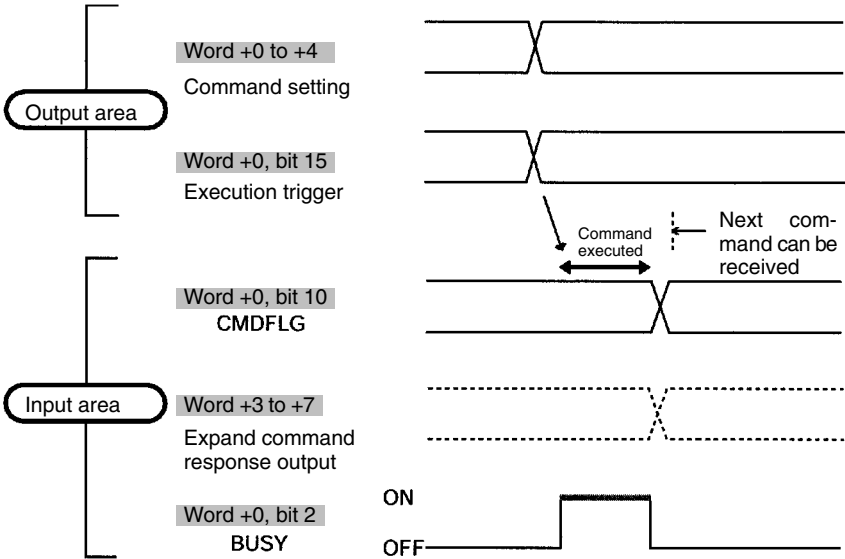 Word +0 to +4
Command setting
Output area
Word +0, bit 15
Execution trigger
Command
executed
Next com-
mand can be
received
Word +0, bit 10
CMDFLG
Input area
Word +3 to +7
Expand command
response output
ON
Word +0, bit 2
BUSY
OFF